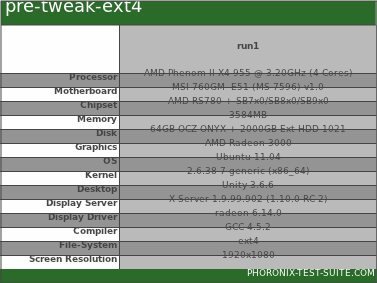 pre-tweak-ext4
run1
Processor AMD Phenom II X4 955 @ 3.20GHz (4 Cores)
Motherboard MSI 760GM-E51 (MS-7596) v1.0
Chipset AMD RS780 + SB7x0/SB8x0/SB9x0
Memory 3584MB
Disk 64GB OCZ-ONYX + 2000GB Ext HDD 1021
Graphics AMD Radeon 3000
OS Ubuntu 11.04
Kernel 2.6.38-7-generic (x86_64)
Desktop Unity 3.6.6
Display Server X Server 1.9.99.902 (1.10.0 RC 2)
Display Driver radeon 6.14.0
Compiler GCC 4.5.2
File-System ext4
Screen Resolution 1920x1080
PHORONIX-TEST-SUITE.COM